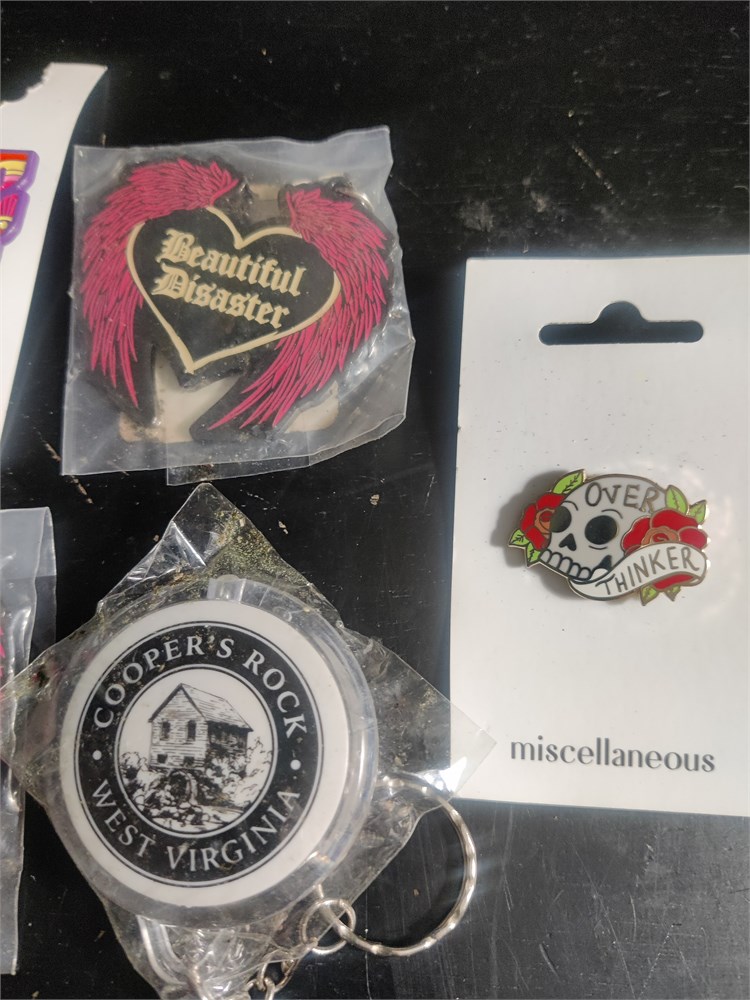 Beautiful
Disaster
OVER
THINKER
miscellaneous
COOPER'S ROCK
WEST VIRGINIA